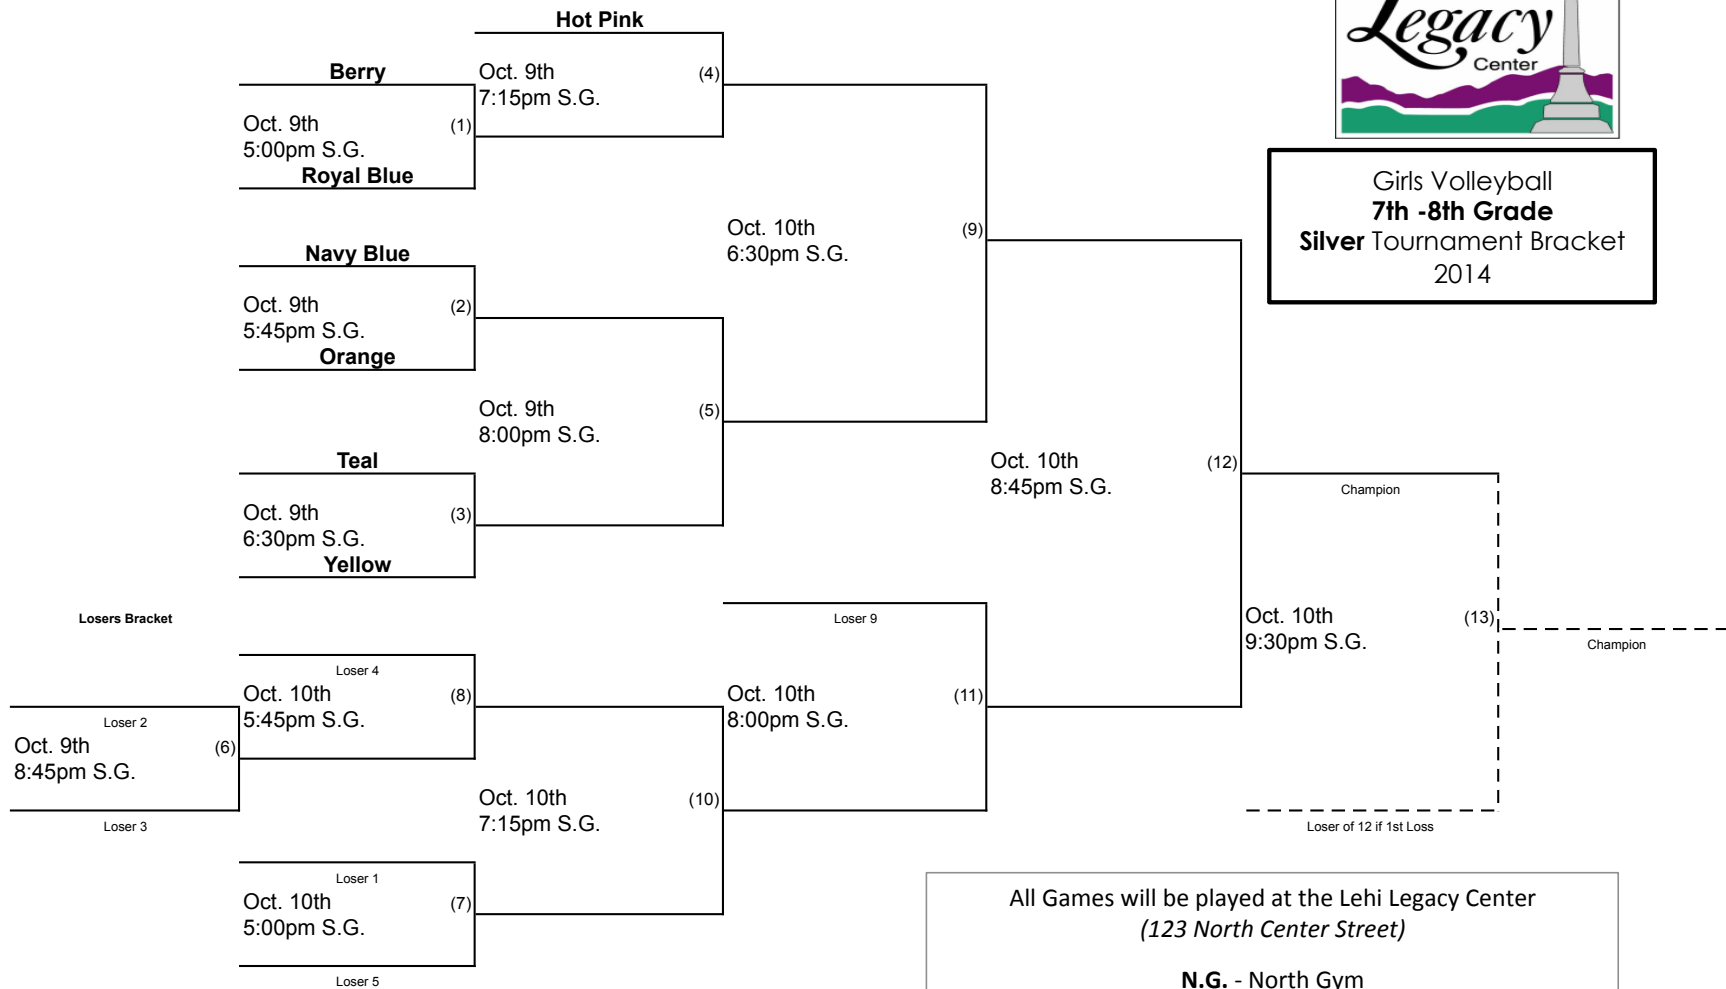 Hot Pink
Legacy
Center
Berry
Oct. 9th
7:15pm S.G.
(4)
Oct. 9th
5:00pm S.G.
(1)
Royal Blue
Girls Volleyball
7th -8th Grade
Silver Tournament Bracket
2014
Navy Blue
Oct. 10th
6:30pm S.G.
(9)
Oct. 9th
5:45pm S.G.
(2)
Orange
Oct. 9th
8:00pm S.G.
(5)
Teal
Oct. 10th
8:45pm S.G.
(12)
Champion
Oct. 9th
6:30pm S.G.
(3)
Yellow
Losers Bracket
Loser 9
Oct. 10th
9:30pm S.G.
(13)
Champion
Loser 4
Oct. 10th
5:45pm S.G.
(8)
Oct. 10th
8:00pm S.G.
(11)
Loser 2
Oct. 9th
8:45pm S.G.
(6)
Loser 3
Oct. 10th
7:15pm S.G.
(10)
Loser of 12 if 1st Loss
Loser 1
Oct. 10th
5:00pm S.G.
(7)
Loser 5
All Games will be played at the Lehi Legacy Center
(123 North Center Street)
N.G. - North Gym